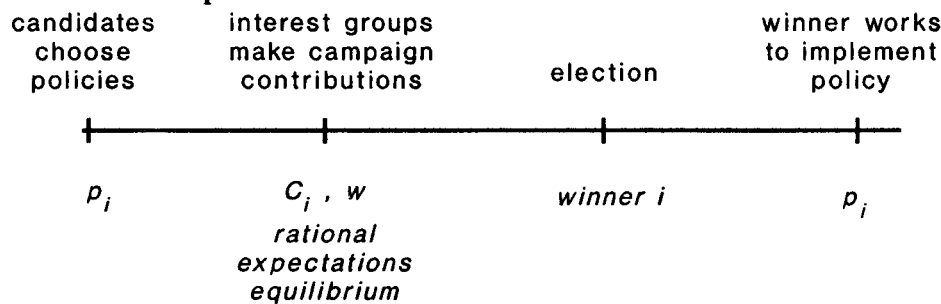 candidates
choose
policies
interest groups
make campaign
contributions
election
winner works
to implement
policy
p_i
C_i , w
rational
expectations
equilibrium
winner i
p_i